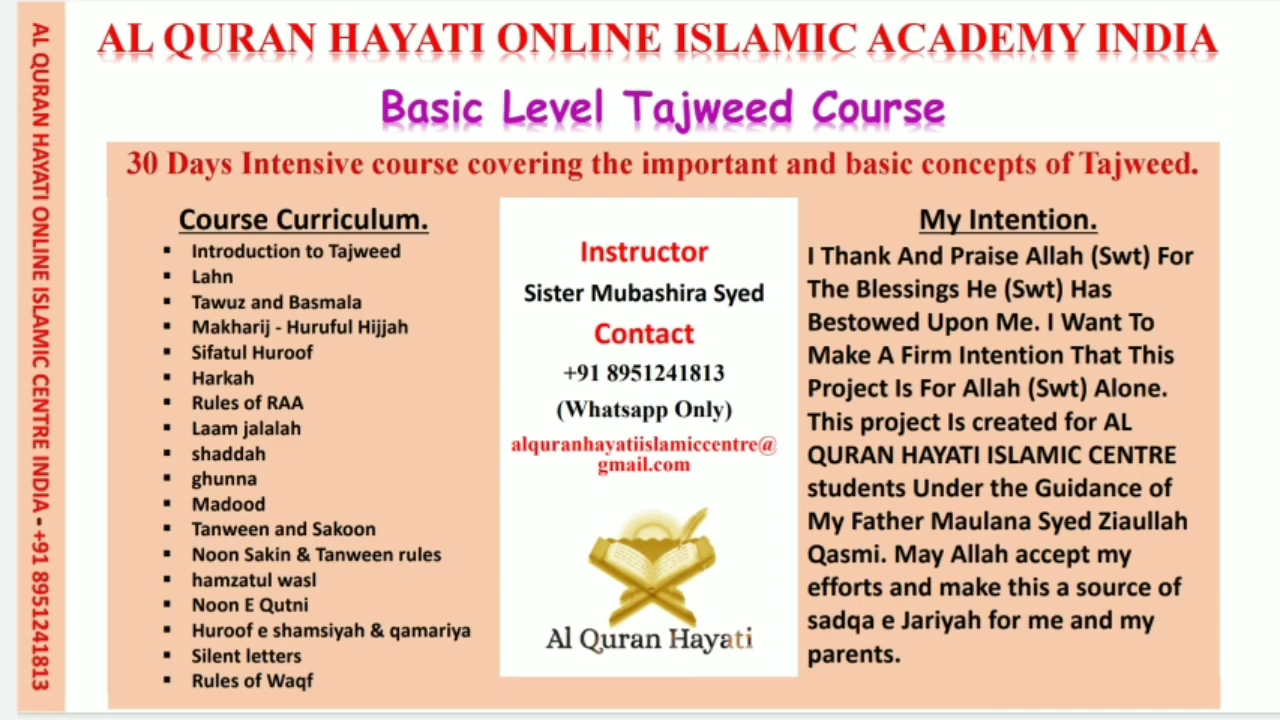 AL QURAN HAYATI ONLINE ISLAMIC CENTRE INDIA - +91 8951241813
AL QURAN HAYATI ONLINE ISLAMIC ACADEMY INDIA
Basic Level Tajweed Course
30 Days Intensive course covering the important and basic concepts of Tajweed.
Course Curriculum.
▪ Introduction to Tajweed
▪ Lahn
▪ Tawuz and Basmala
▪ Makharij - Huruful Hijjah
▪ Sifatul Huroof
▪ Harkah
▪ Rules of RAA
▪ Laam jalalah
▪ shaddah
▪ ghunna
▪ Madood
▪ Tanween and Sakoon
▪ Noon Sakin & Tanween rules
▪ hamzatul wasl
▪ Noon E Qutni
▪ Huroof e shamsiyah & qamariya
▪ Silent letters
▪ Rules of Waqf
Instructor
Sister Mubashira Syed
Contact
+91 8951241813
(Whatsapp Only)
alquranhayatiislamiccentre@
gmail.com
Al Quran Hayati
My Intention.
I Thank And Praise Allah (Swt) For
The Blessings He (Swt) Has
Bestowed Upon Me. I Want To
Make A Firm Intention That This
Project Is For Allah (Swt) Alone.
This project Is created for AL
QURAN HAYATI ISLAMIC CENTRE
students Under the Guidance of
My Father Maulana Syed Ziaullah
Qasmi. May Allah accept my
efforts and make this a source of
sadqa e Jariyah for me and my
parents.